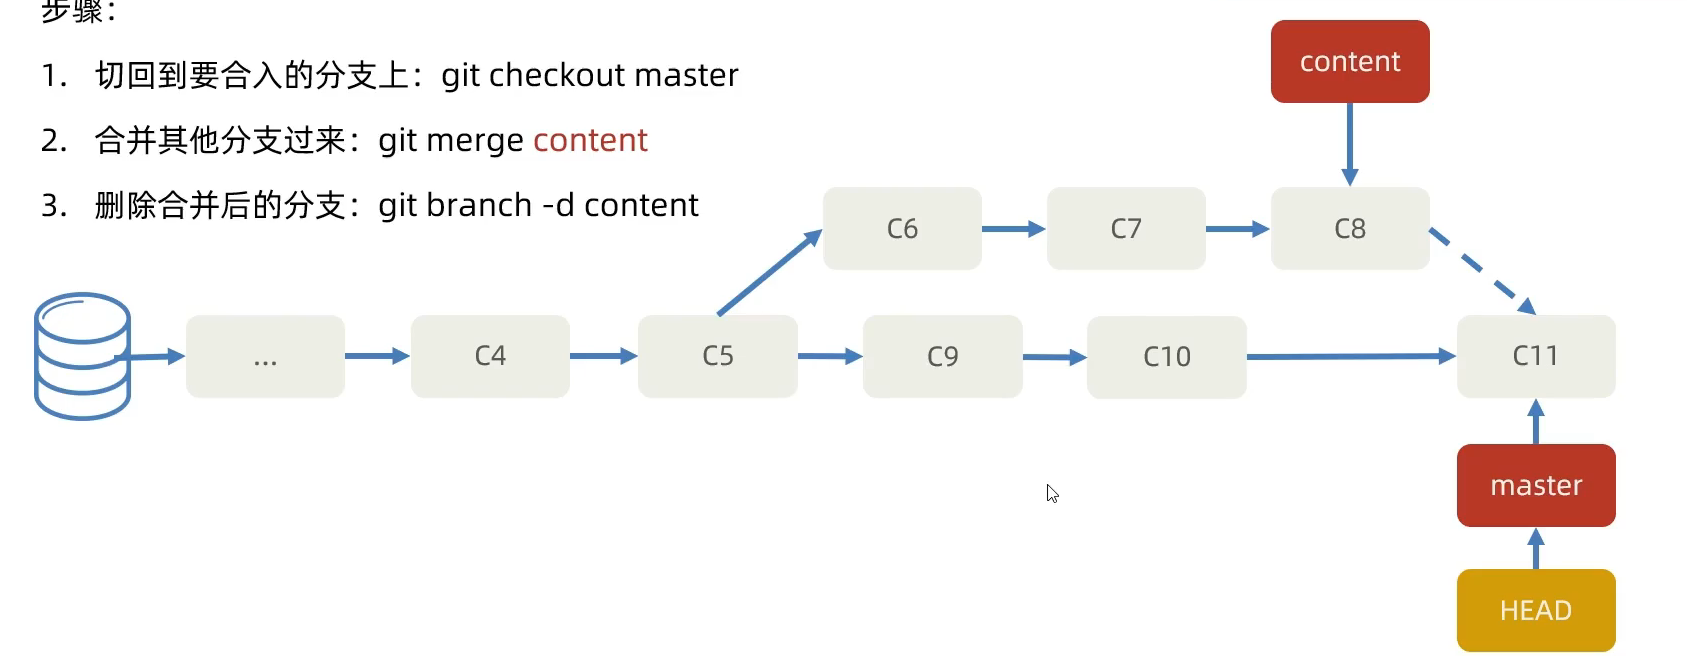 步骤：
1. 切回到要合入的分支上：git checkout master
2. 合并其他分支过来：git merge content
3. 删除合并后的分支：git branch -d content
content
C6
C7
C8
...
C4
C5
C9
C10
C11
master
HEAD